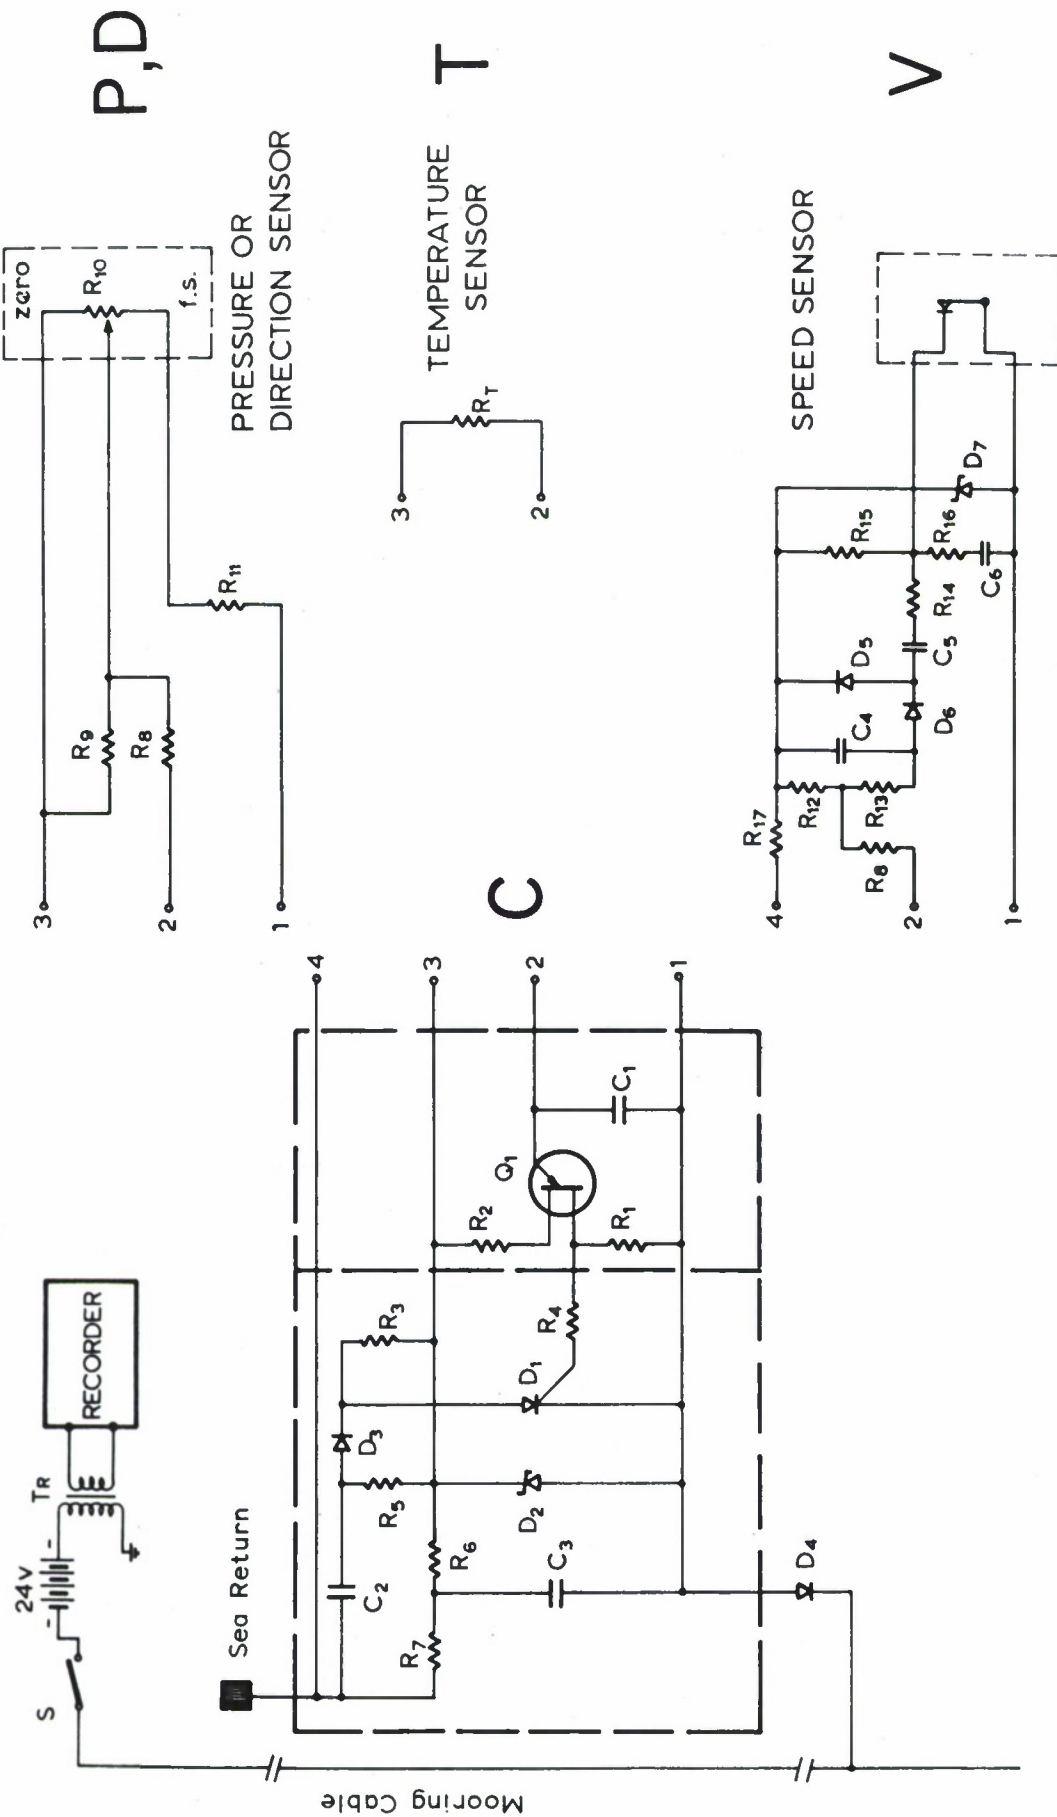 P,D
zero
R10
f.s.
PRESSURE OR
DIRECTION SENSOR
R9
R8
R11
3
2
1
T
TEMPERATURE
SENSOR
RT
3
2
V
SPEED SENSOR
D7
R15
R16
C6
R14
C5
D5
D6
C4
R12
R13
R17
R8
4
2
1
C
4
3
2
1
RECORDER
TR
24v
-
-
S
Sea Return
Mooring Cable
Q1
C1
R2
R1
R3
R4
D1
D3
R5
D2
R6
C3
C2
R7
D4